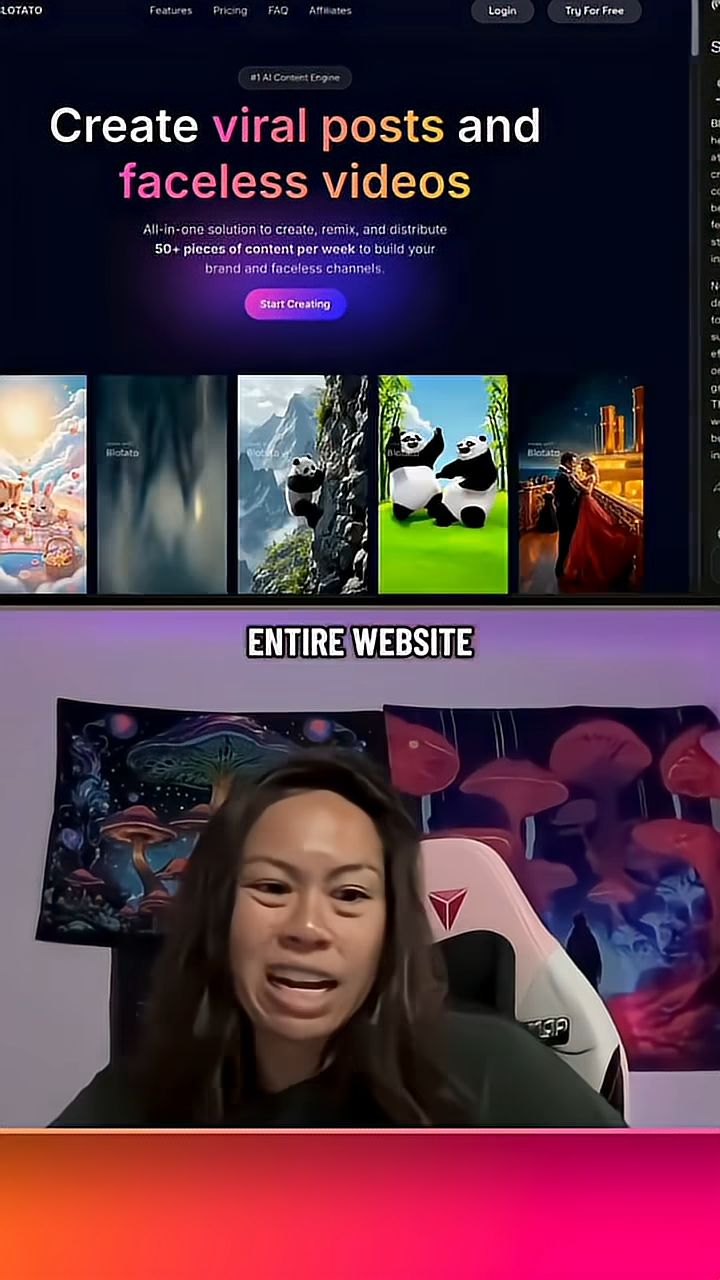 LOTATO
Features Pricing FAQ Affiliates Login Try For Free
#1 AI Content Engine
Create viral posts and
faceless videos
All-in-one solution to create, remix, and distribute
50+ pieces of content per week to build your
brand and faceless channels.
Start Creating
Blotato
Blotato
Blotato
Blotato
ENTIRE WEBSITE